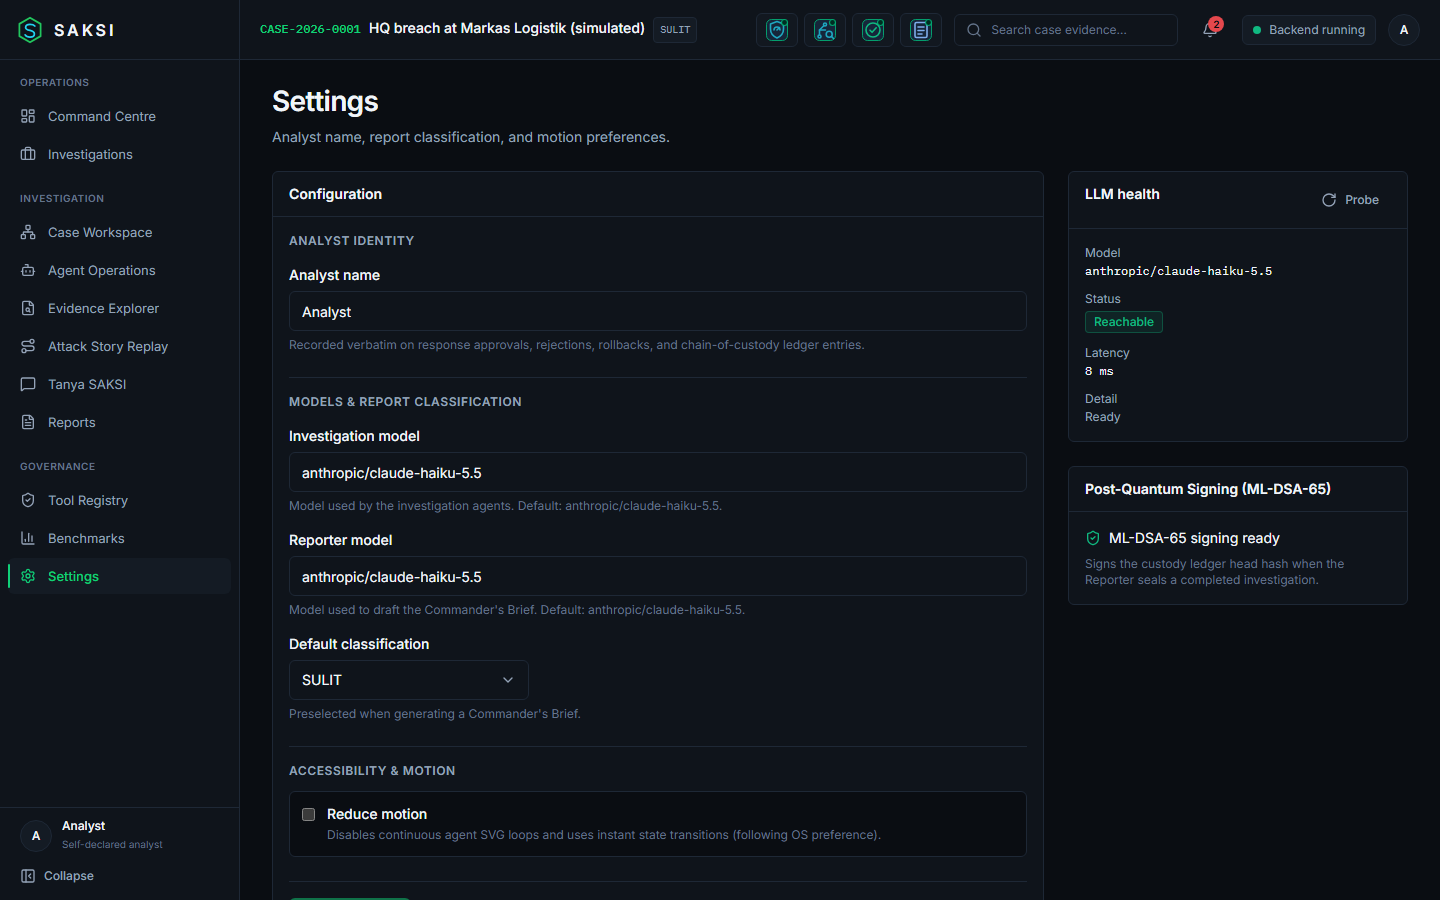 SAKSI
CASE-2026-0001 HQ breach at Markas Logistik (simulated) SULIT
Search case evidence...
2
Backend running
A
OPERATIONS
Command Centre
Investigations
INVESTIGATION
Case Workspace
Agent Operations
Evidence Explorer
Attack Story Replay
Tanya SAKSI
Reports
GOVERNANCE
Tool Registry
Benchmarks
Settings
A
Analyst
Self-declared analyst
Collapse
Settings
Analyst name, report classification, and motion preferences.
Configuration
ANALYST IDENTITY
Analyst name
Analyst
Recorded verbatim on response approvals, rejections, rollbacks, and chain-of-custody ledger entries.
MODELS & REPORT CLASSIFICATION
Investigation model
anthropic/claude-haiku-5.5
Model used by the investigation agents. Default: anthropic/claude-haiku-5.5.
Reporter model
anthropic/claude-haiku-5.5
Model used to draft the Commander's Brief. Default: anthropic/claude-haiku-5.5.
Default classification
SULIT
Preselected when generating a Commander's Brief.
ACCESSIBILITY & MOTION
Reduce motion
Disables continuous agent SVG loops and uses instant state transitions (following OS preference).
LLM health
Probe
Model
anthropic/claude-haiku-5.5
Status
Reachable
Latency
8 ms
Detail
Ready
Post-Quantum Signing (ML-DSA-65)
ML-DSA-65 signing ready
Signs the custody ledger head hash when the
Reporter seals a completed investigation.